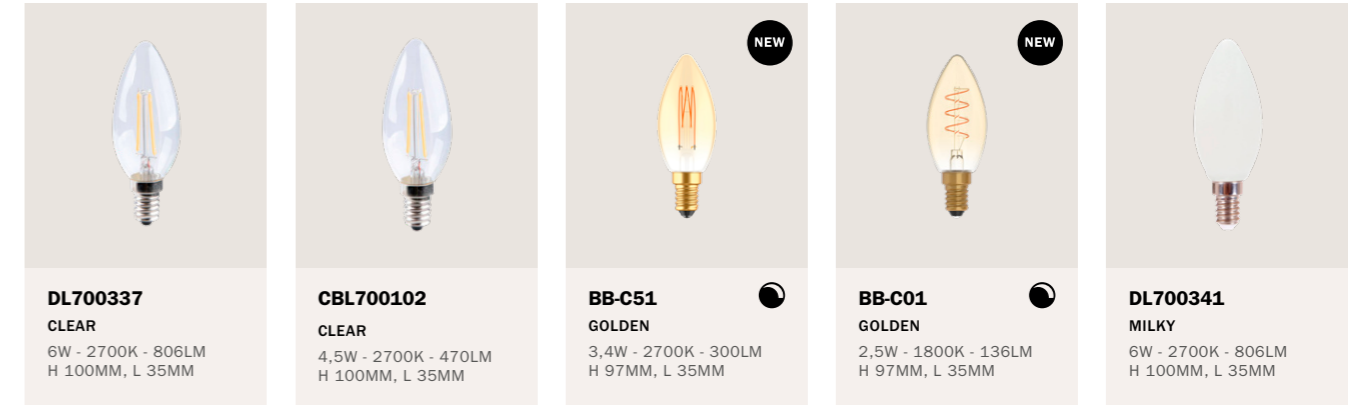 DL700337
CLEAR
6W - 2700K - 806LM
H 100MM, L 35MM
CBL700102
CLEAR
4,5W - 2700K - 470LM
H 100MM, L 35MM
NEW
BB-C51
GOLDEN
3,4W - 2700K - 300LM
H 97MM, L 35MM
NEW
BB-C01
GOLDEN
2,5W - 1800K - 136LM
H 97MM, L 35MM
DL700341
MILKY
6W - 2700K - 806LM
H 100MM, L 35MM